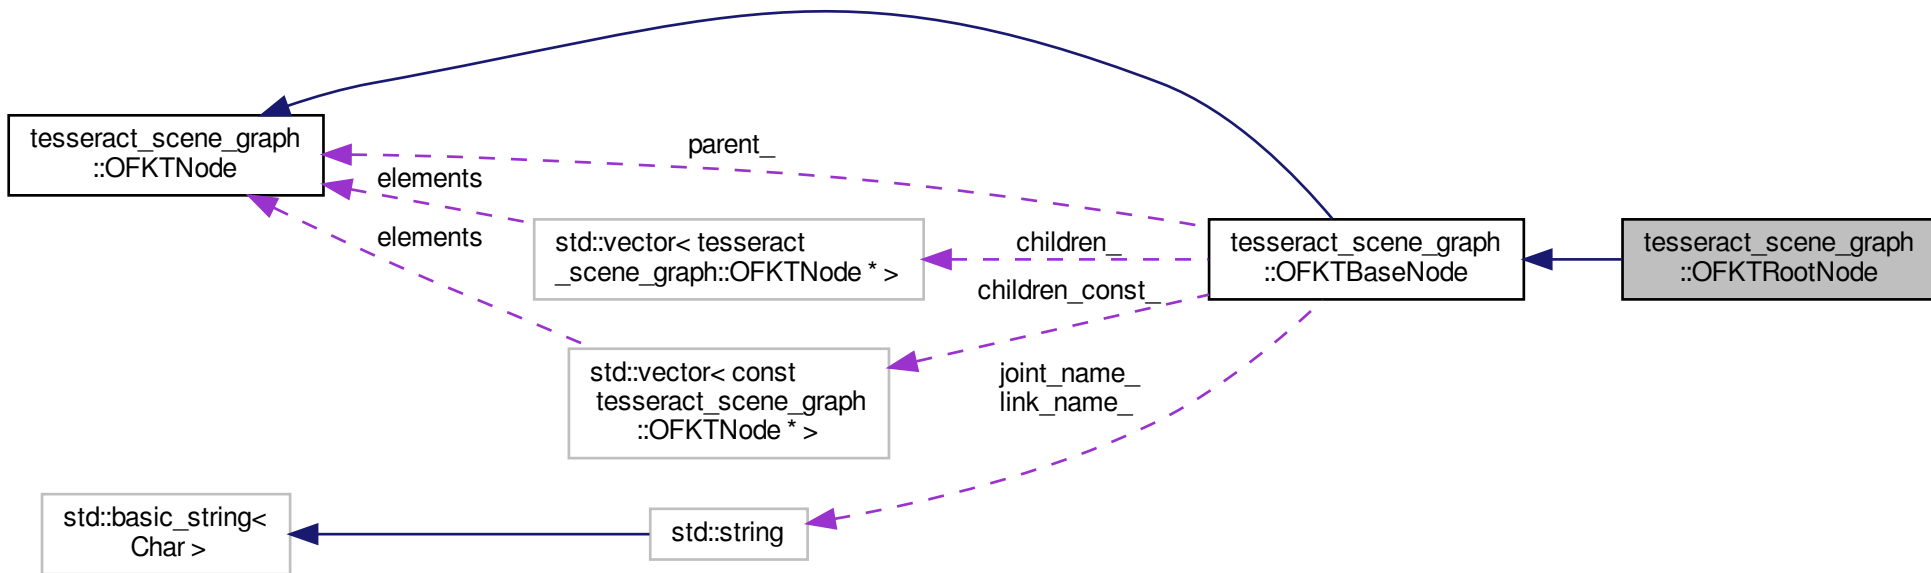 tesseract_scene_graph
::OFKTNode
parent_
elements
elements
std::vector< tesseract
_scene_graph::OFKTNode * >
children_
children_const_
tesseract_scene_graph
::OFKTBaseNode
tesseract_scene_graph
::OFKTRootNode
std::vector< const
tesseract_scene_graph
::OFKTNode * >
joint_name_
link_name_
std::basic_string<
Char >
std::string